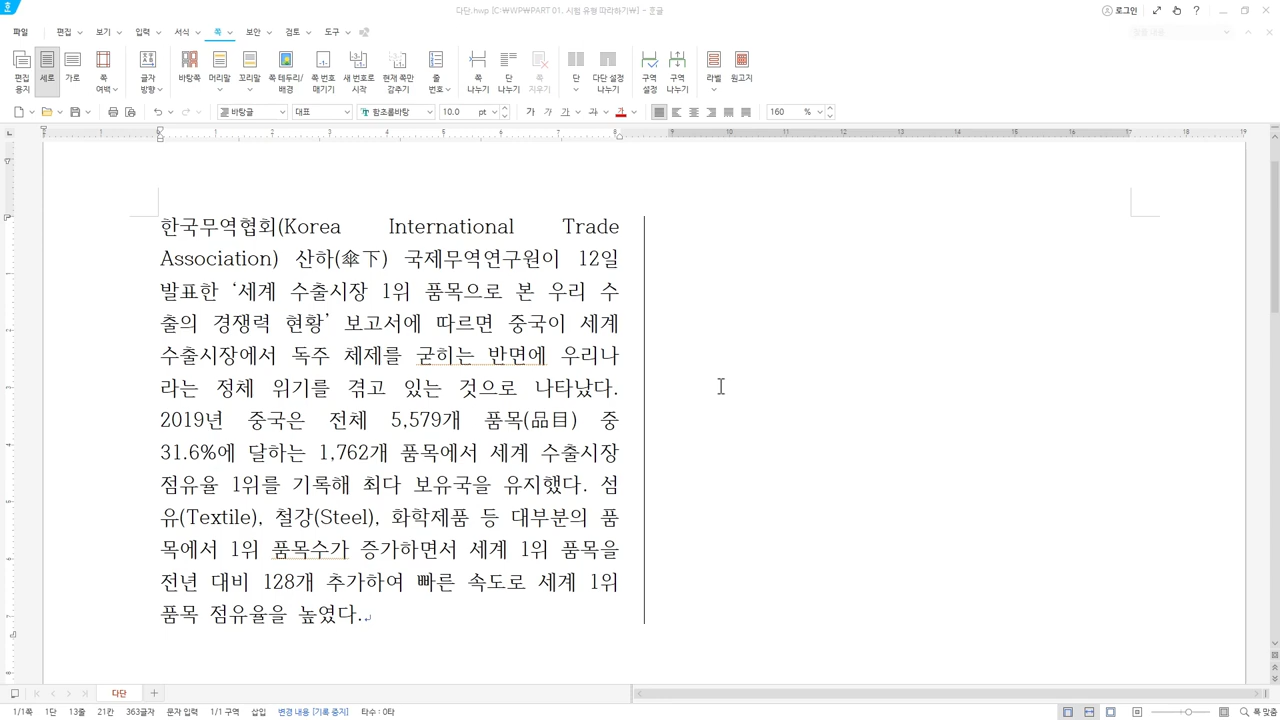 다단.hwp [C:₩WP₩PART 01. 시험 유형 따라하기₩] - 한글
로그인
파일 편집 보기 입력 서식 쪽 보안 검토 도구
편집 용지 세로 가로 쪽 여백 글자 방향 바탕쪽 머리말 꼬리말 쪽 테두리/배경 쪽 번호 매기기 새 번호로 시작 현재 쪽만 감추기 줄 번호 쪽 나누기 단 나누기 쪽 지우기 단 다단 설정 나누기 구역 설정 구역 나누기 라벨 원고지
바탕글 대표 함초롬바탕 10.0 pt 가 가 가 가 가 160 %
한국무역협회(Korea International Trade
Association) 산하(傘下) 국제무역연구원이 12일
발표한 ‘세계 수출시장 1위 품목으로 본 우리 수
출의 경쟁력 현황’ 보고서에 따르면 중국이 세계
수출시장에서 독주 체제를 굳히는 반면에 우리나
라는 정체 위기를 겪고 있는 것으로 나타났다.
2019년 중국은 전체 5,579개 품목(品目) 중
31.6%에 달하는 1,762개 품목에서 세계 수출시장
점유율 1위를 기록해 최다 보유국을 유지했다. 섬
유(Textile), 철강(Steel), 화학제품 등 대부분의 품
목에서 1위 품목수가 증가하면서 세계 1위 품목을
전년 대비 128개 추가하여 빠른 속도로 세계 1위
품목 점유율을 높였다.
다단
1/1쪽 1단 13줄 21칸 363글자 문자 입력 1/1 구역 삽입 변경 내용 [기록 중지] 타수 : 0타 폭 맞춤